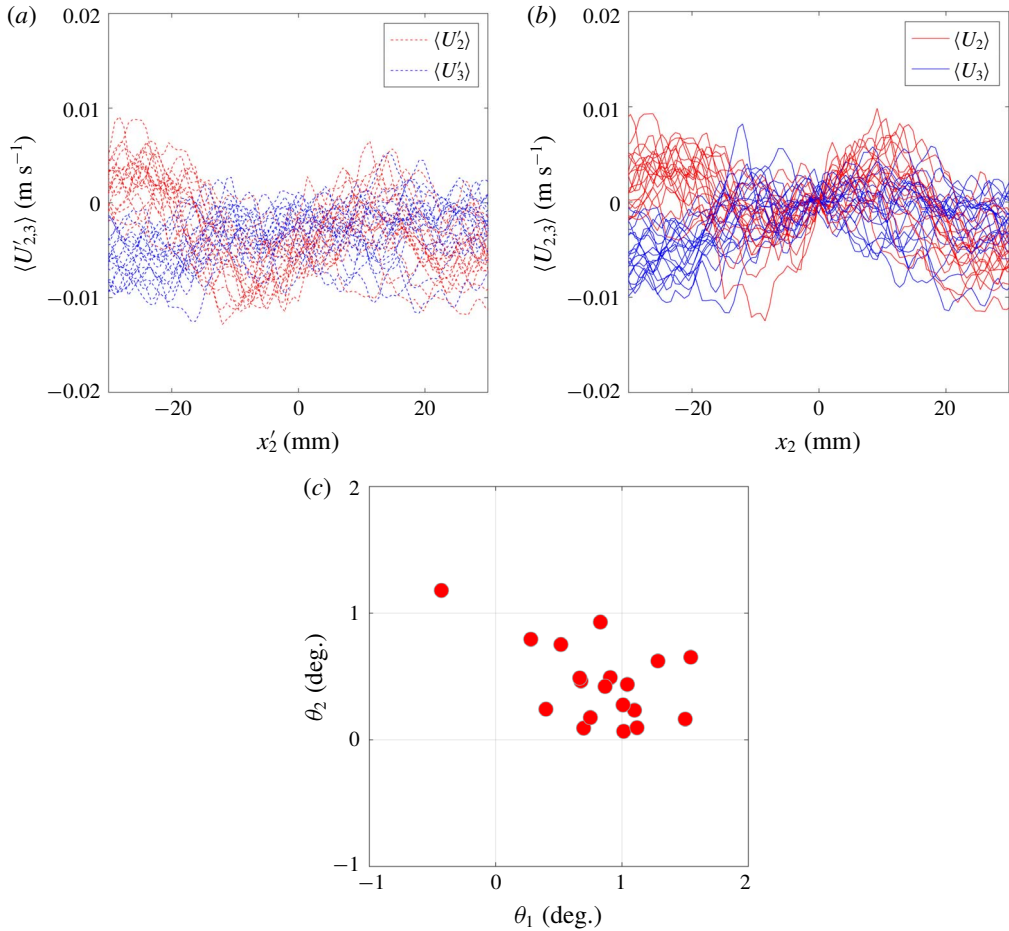 (a)
0.02
0.01
0
−0.01
−0.02
⟨U′2,3⟩ (m s−1)
⟨U′2⟩
⟨U′3⟩
−20 0 20
x′2 (mm)
(b)
0.02
0.01
0
−0.01
−0.02
⟨U2,3⟩ (m s−1)
⟨U2⟩
⟨U3⟩
−20 0 20
x2 (mm)
(c)
2
1
0
−1
θ2 (deg.)
−1 0 1 2
θ1 (deg.)